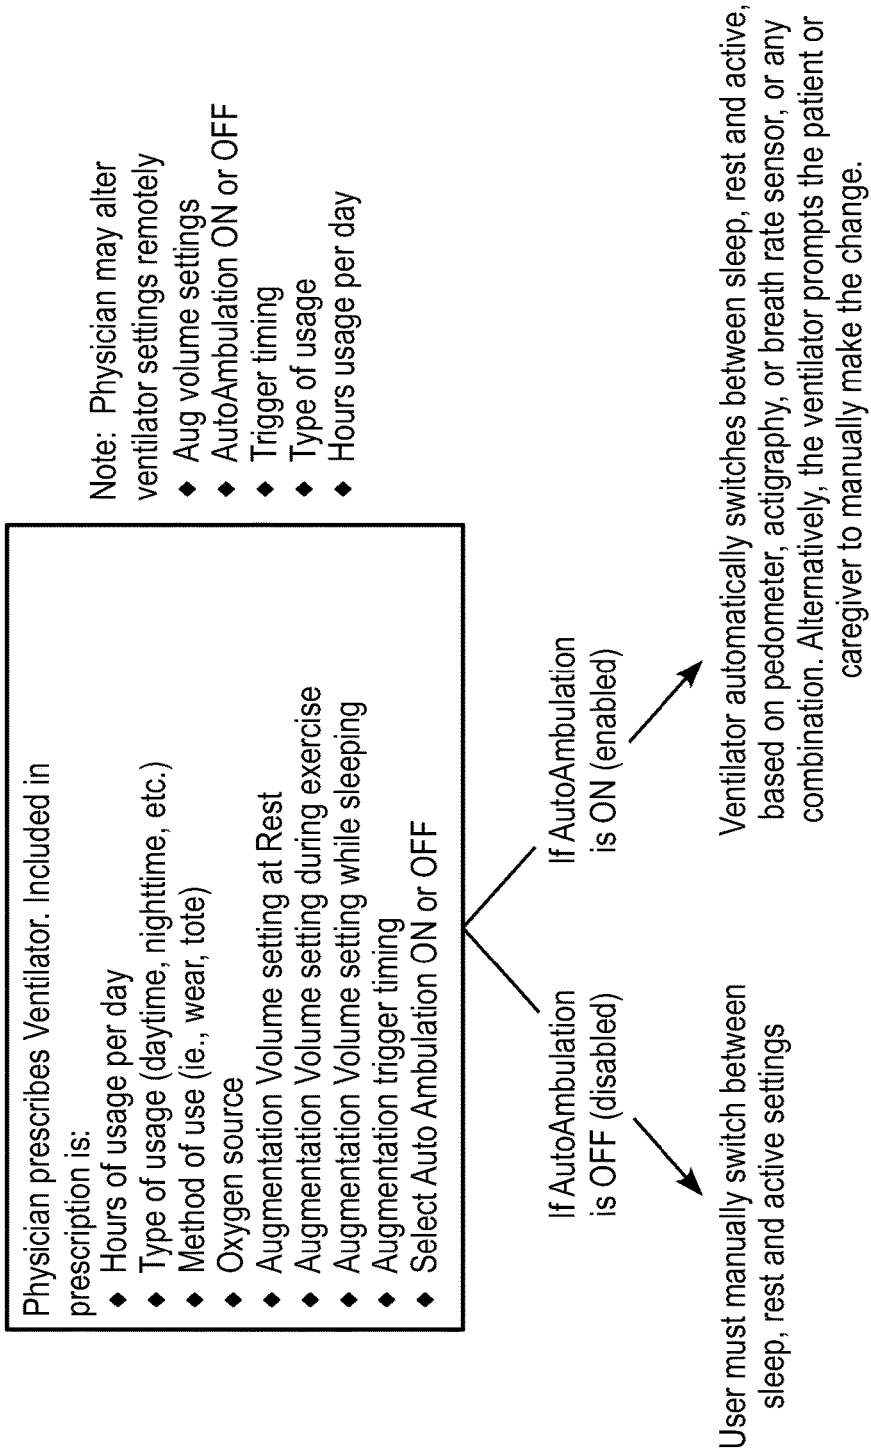 Physician prescribes Ventilator. Included in
prescription is:
♦ Hours of usage per day
♦ Type of usage (daytime, nighttime, etc.)
♦ Method of use (ie., wear, tote)
♦ Oxygen source
♦ Augmentation Volume setting at Rest
♦ Augmentation Volume setting during exercise
♦ Augmentation Volume setting while sleeping
♦ Augmentation trigger timing
♦ Select Auto Ambulation ON or OFF
Note: Physician may alter
ventilator settings remotely
♦ Aug volume settings
♦ AutoAmbulation ON or OFF
♦ Trigger timing
♦ Type of usage
♦ Hours usage per day
If AutoAmbulation
is OFF (disabled)
If AutoAmbulation
is ON (enabled)
User must manually switch between
sleep, rest and active settings
Ventilator automatically switches between sleep, rest and active,
based on pedometer, actigraphy, or breath rate sensor, or any
combination. Alternatively, the ventilator prompts the patient or
caregiver to manually make the change.